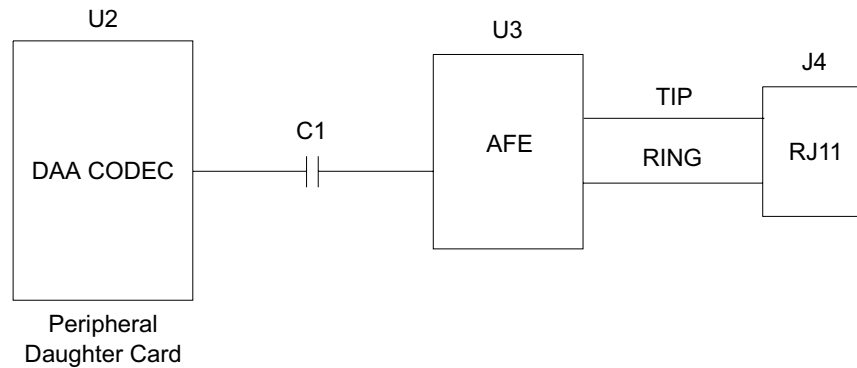 U2
U3
J4
C1
TIP
DAA CODEC
AFE
RING
RJ11
Peripheral
Daughter Card